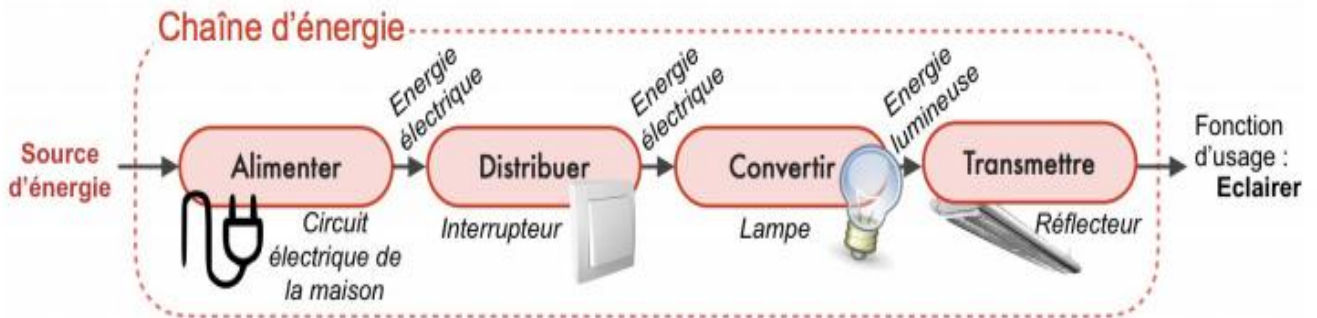 Chaîne d'énergie
Source
d'énergie
Alimenter
Circuit
électrique de
la maison
Energie
électrique
Distribuer
Interrupteur
Energie
électrique
Convertir
Lampe
Energie
lumineuse
Transmettre
Réflecteur
Fonction
d'usage :
Eclairer